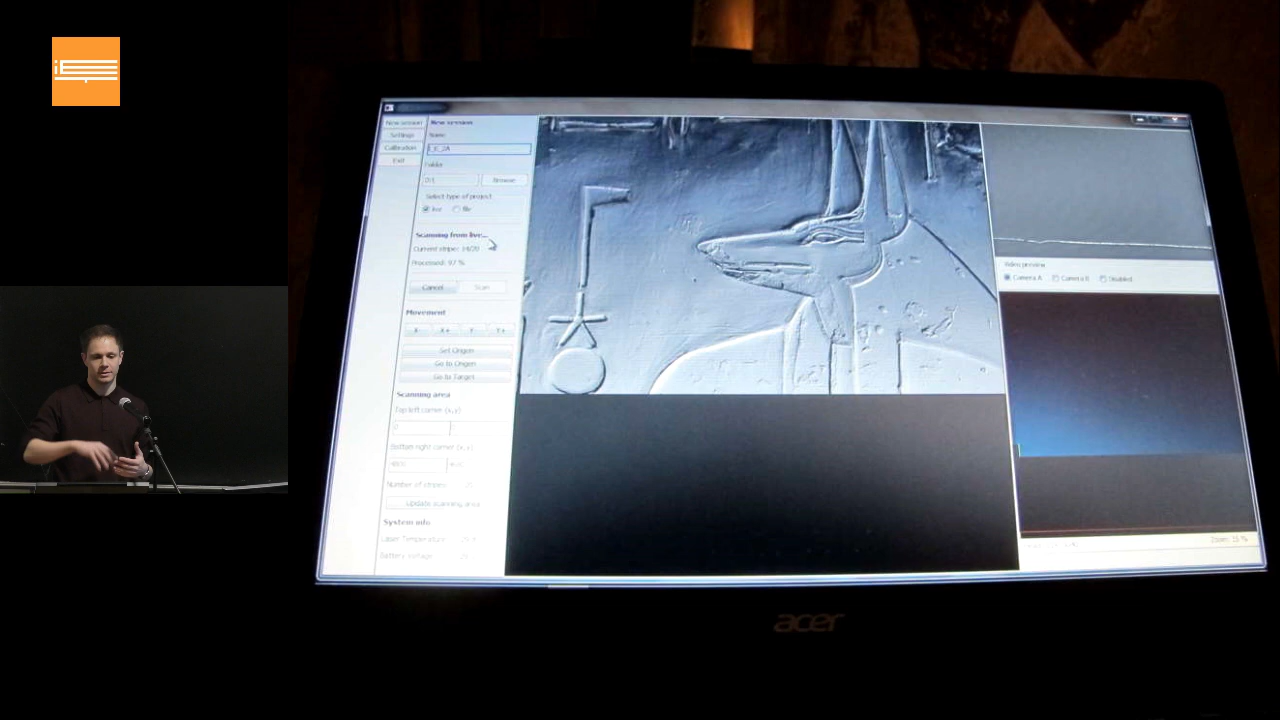 New session
Settings
Calibration
Exit
New session
Name
Folder
D:\
Browse
Select type of project
live
file
Scanning from live...
Current stripe: 14/20
Processed: 97 %
Cancel
Scan
Movement
X-
X+
Y-
Y+
Set Origin
Go to Origin
Go to Target
Scanning area
Top left corner (x,y)
0
Bottom right corner (x,y)
Number of stripes:
Update scanning area
System info
Laser Temperature
Battery voltage
Video preview
Camera A
Camera B
Disabled
Zoom: 15 %
acer